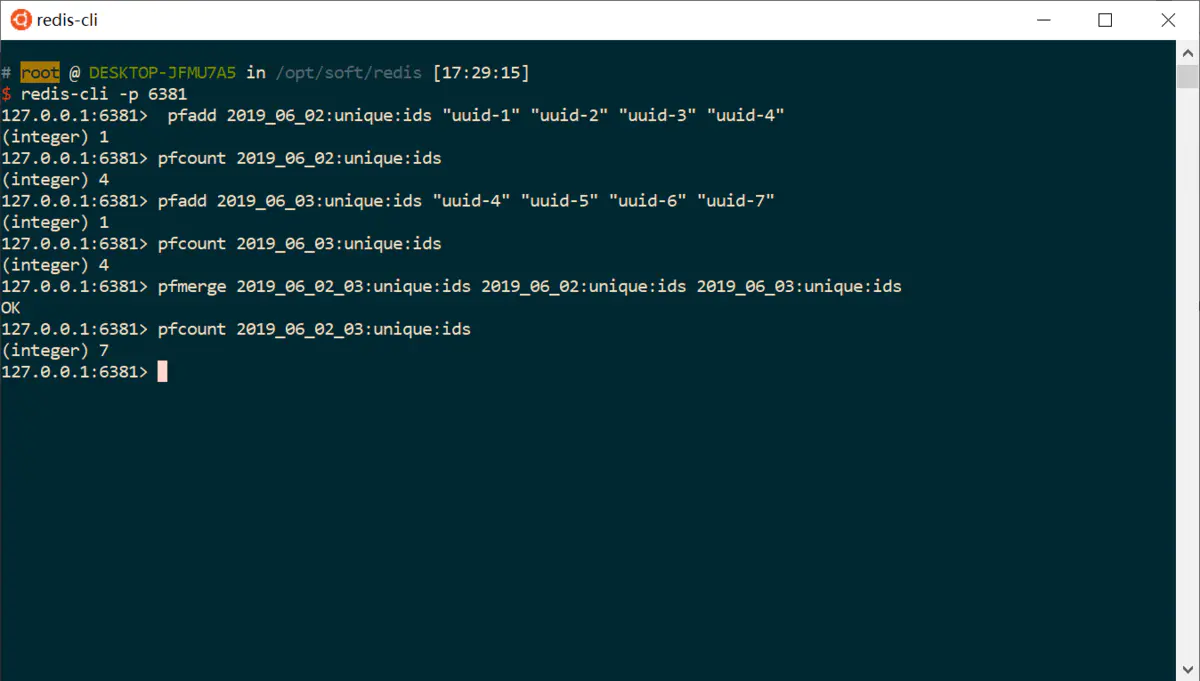 redis-cli
# root @ DESKTOP-JFMU7A5 in /opt/soft/redis [17:29:15]
$ redis-cli -p 6381
127.0.0.1:6381>  pfadd 2019_06_02:unique:ids "uuid-1" "uuid-2" "uuid-3" "uuid-4"
(integer) 1
127.0.0.1:6381> pfcount 2019_06_02:unique:ids
(integer) 4
127.0.0.1:6381> pfadd 2019_06_03:unique:ids "uuid-4" "uuid-5" "uuid-6" "uuid-7"
(integer) 1
127.0.0.1:6381> pfcount 2019_06_03:unique:ids
(integer) 4
127.0.0.1:6381> pfmerge 2019_06_02_03:unique:ids 2019_06_02:unique:ids 2019_06_03:unique:ids
OK
127.0.0.1:6381> pfcount 2019_06_02_03:unique:ids
(integer) 7
127.0.0.1:6381>